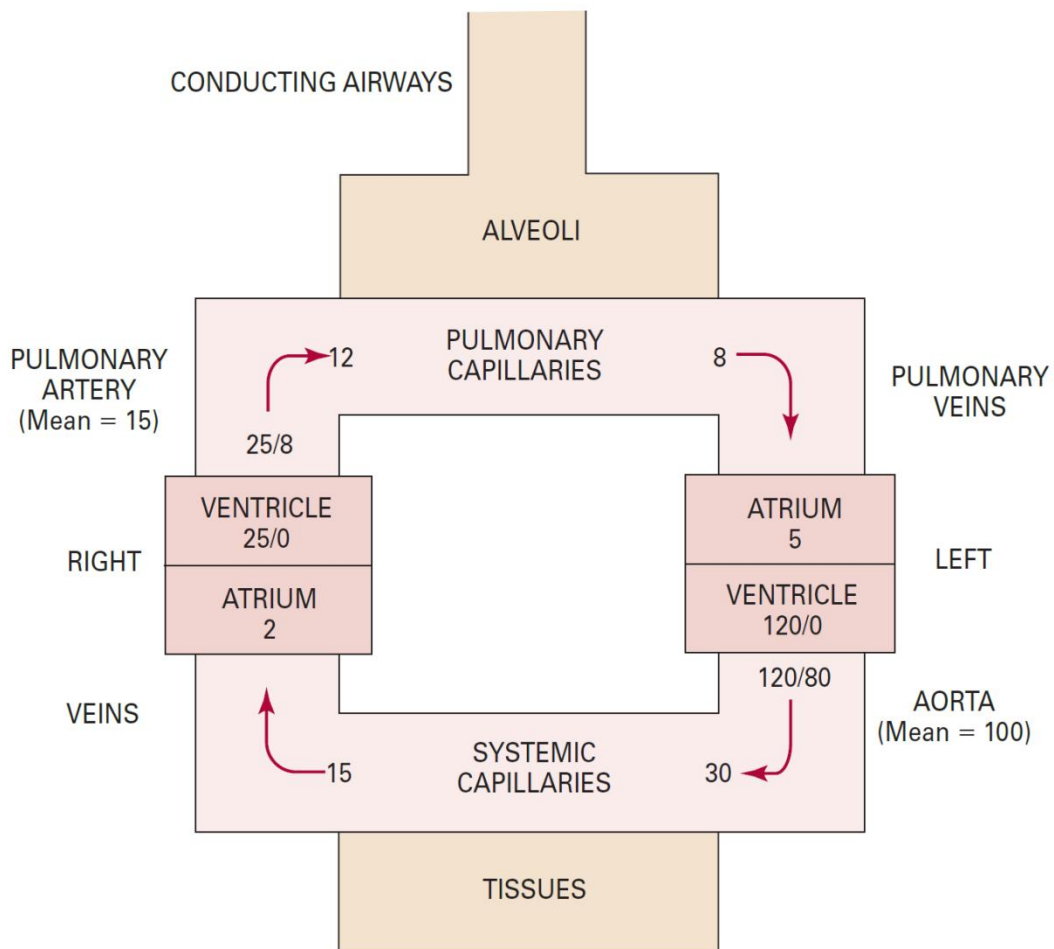 CONDUCTING AIRWAYS
ALVEOLI
PULMONARY
ARTERY
(Mean = 15)
12
PULMONARY
CAPILLARIES
8
PULMONARY
VEINS
25/8
VENTRICLE
25/0
RIGHT
ATRIUM
2
ATRIUM
5
LEFT
VENTRICLE
120/0
120/80
VEINS
AORTA
(Mean = 100)
15
SYSTEMIC
CAPILLARIES
30
TISSUES